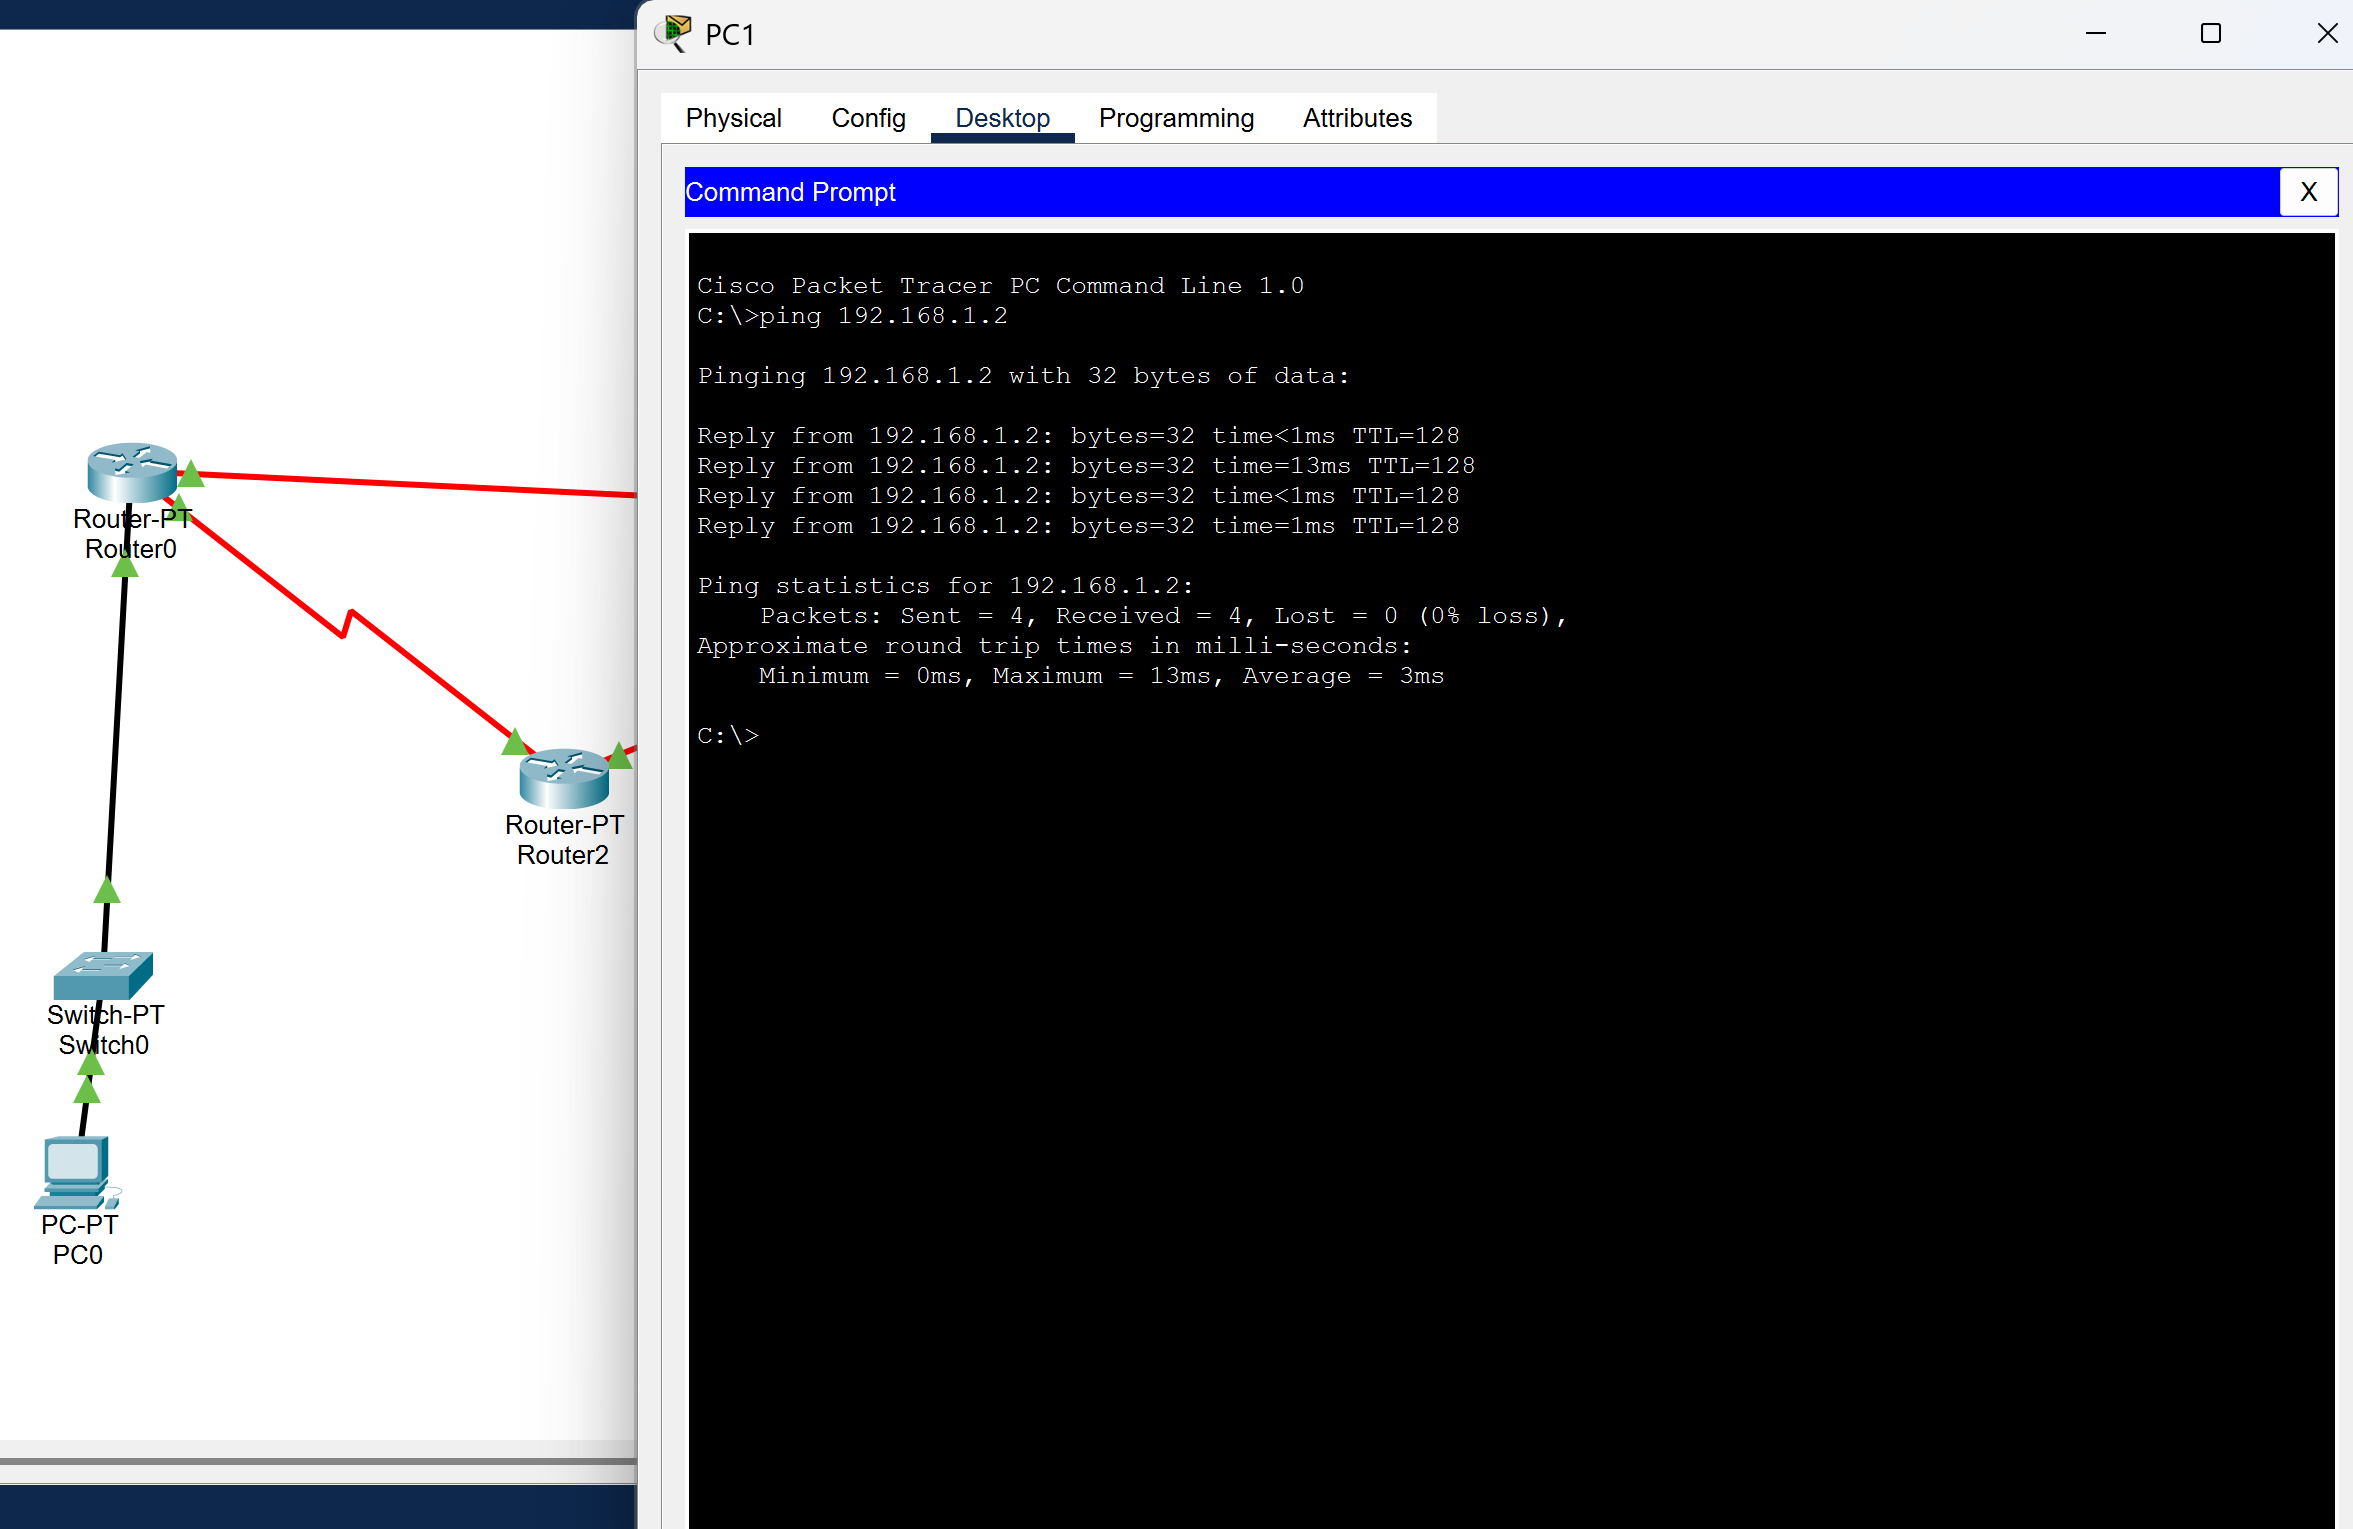 PC1
Physical Config Desktop Programming Attributes
Command Prompt
X
Cisco Packet Tracer PC Command Line 1.0
C:\>ping 192.168.1.2
Pinging 192.168.1.2 with 32 bytes of data:
Reply from 192.168.1.2: bytes=32 time<1ms TTL=128
Reply from 192.168.1.2: bytes=32 time=13ms TTL=128
Reply from 192.168.1.2: bytes=32 time<1ms TTL=128
Reply from 192.168.1.2: bytes=32 time=1ms TTL=128
Ping statistics for 192.168.1.2:
Packets: Sent = 4, Received = 4, Lost = 0 (0% loss),
Approximate round trip times in milli-seconds:
Minimum = 0ms, Maximum = 13ms, Average = 3ms
C:\>
Router-PT
Router0
Router-PT
Router2
Switch-PT
Switch0
PC-PT
PC0